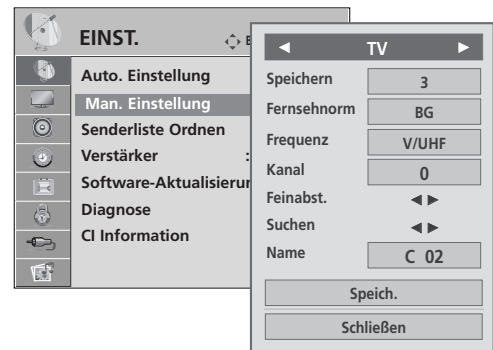 EINST.
Auto. Einstellung
Man. Einstellung
Senderliste Ordnen
Verstärker :
Software-Aktualisierun
Diagnose
CI Information
TV
Speichern 3
Fernsehnorm BG
Frequenz V/UHF
Kanal 0
Feinabst.
Suchen
Name C 02
Speich.
Schließen